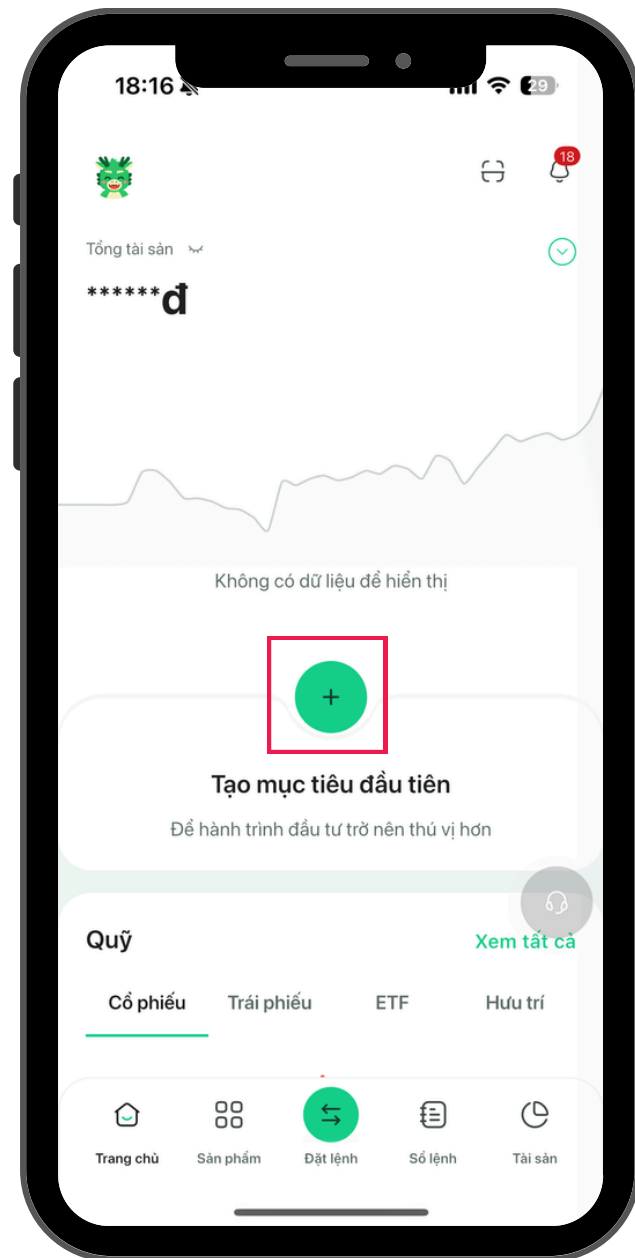 18:16
29
18
Tổng tài sản
******đ
Không có dữ liệu để hiển thị
+
Tạo mục tiêu đầu tiên
Để hành trình đầu tư trở nên thú vị hơn
Quỹ
Xem tất cả
Cổ phiếu Trái phiếu ETF Hưu trí
Trang chủ Sản phẩm Đặt lệnh Sổ lệnh Tài sản